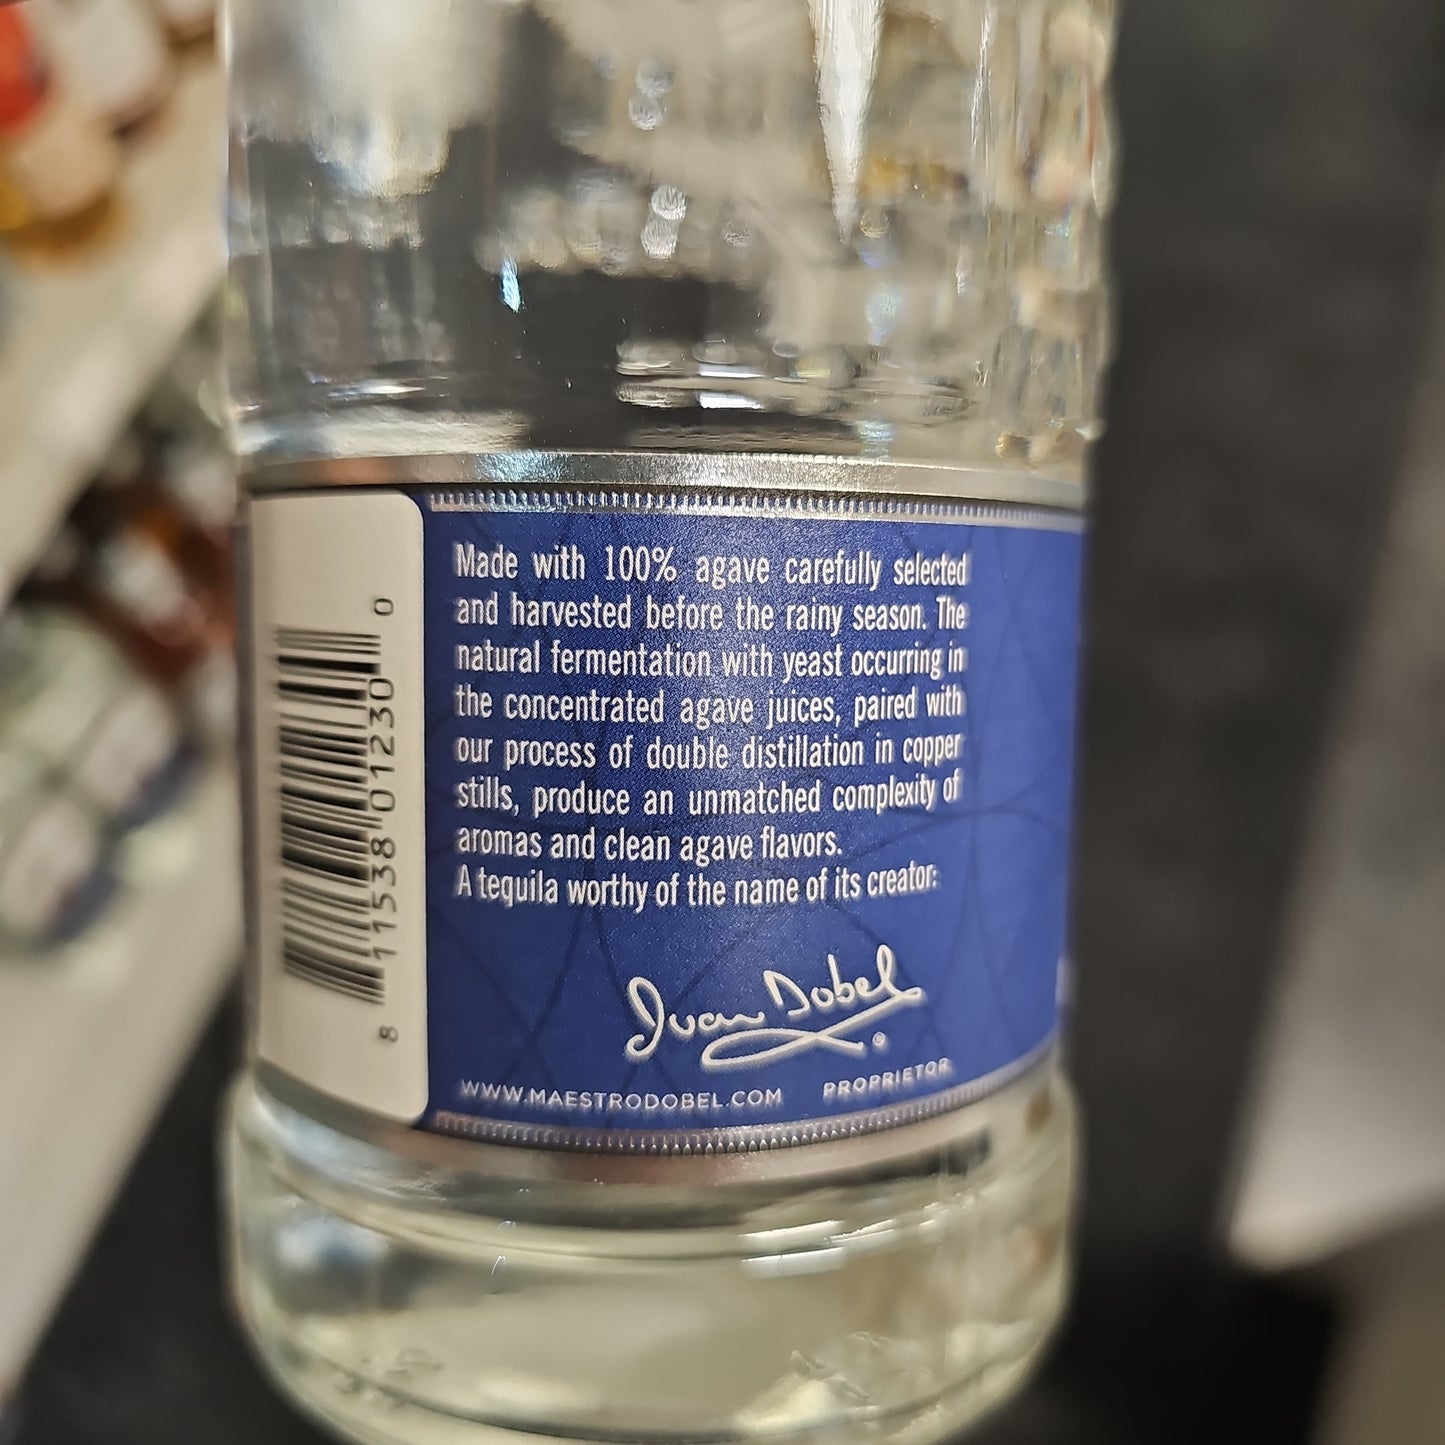 Made with 100% agave carefully selected
and harvested before the rainy season. The
natural fermentation with yeast occurring in
the concentrated agave juices, paired with
our process of double distillation in copper
stills, produce an unmatched complexity of
aromas and clean agave flavors.
A tequila worthy of the name of its creator:
Juan Dobel
®
WWW.MAESTRODOBEL.COM PROPRIETOR
8 11538 01230 0